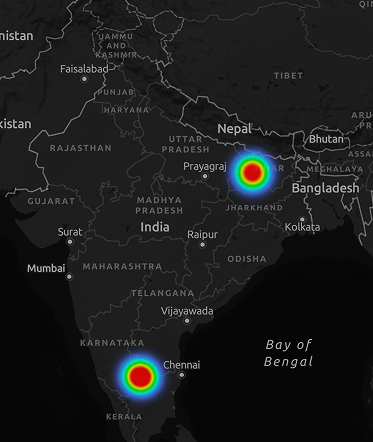 QI
nistan
JAMMU
AND
KASHMIR
Faisalabad
TIBET
PUNJAB
HARYANA
kistan
Nepal
ARU
PR
Bhutan
RAJASTHAN
UTTAR
PRADESH
ASSA
Prayagraj
AR
MEGHALAYA
Bangladesh
GUJARAT
MADHYA
PRADESH
JHARKHAND
India
Kolkata
Surat
Raipur
Mumbai
MAHARASHTRA
ODISHA
TELANGANA
Vijayawada
KARNATAKA
Bay of
Bengal
Chennai
KERALA